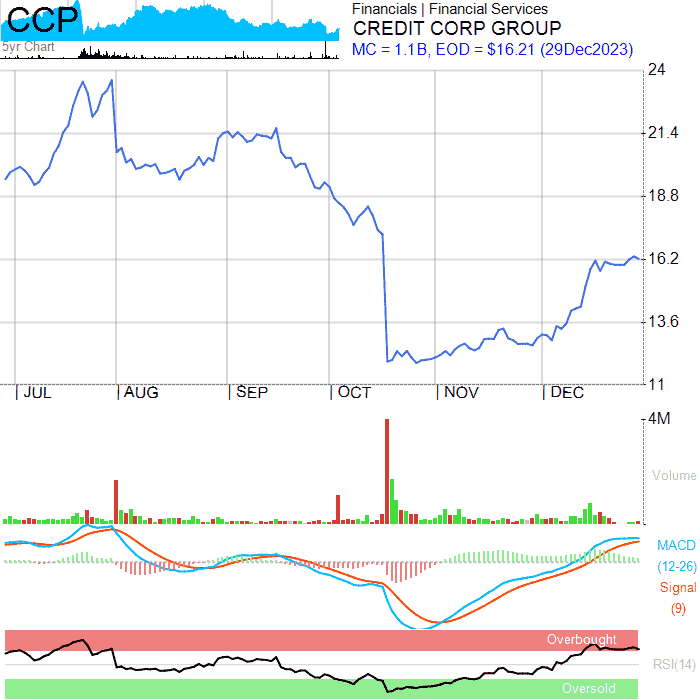 CCP
5yr Chart
Financials | Financial Services
CREDIT CORP GROUP
MC = 1.1B, EOD = $16.21 (29Dec2023)
24
21.4
18.8
16.2
13.6
11
JUL AUG SEP OCT NOV DEC
4M
Volume
MACD
(12-26)
Signal
(9)
Overbought
RSI(14)
Oversold